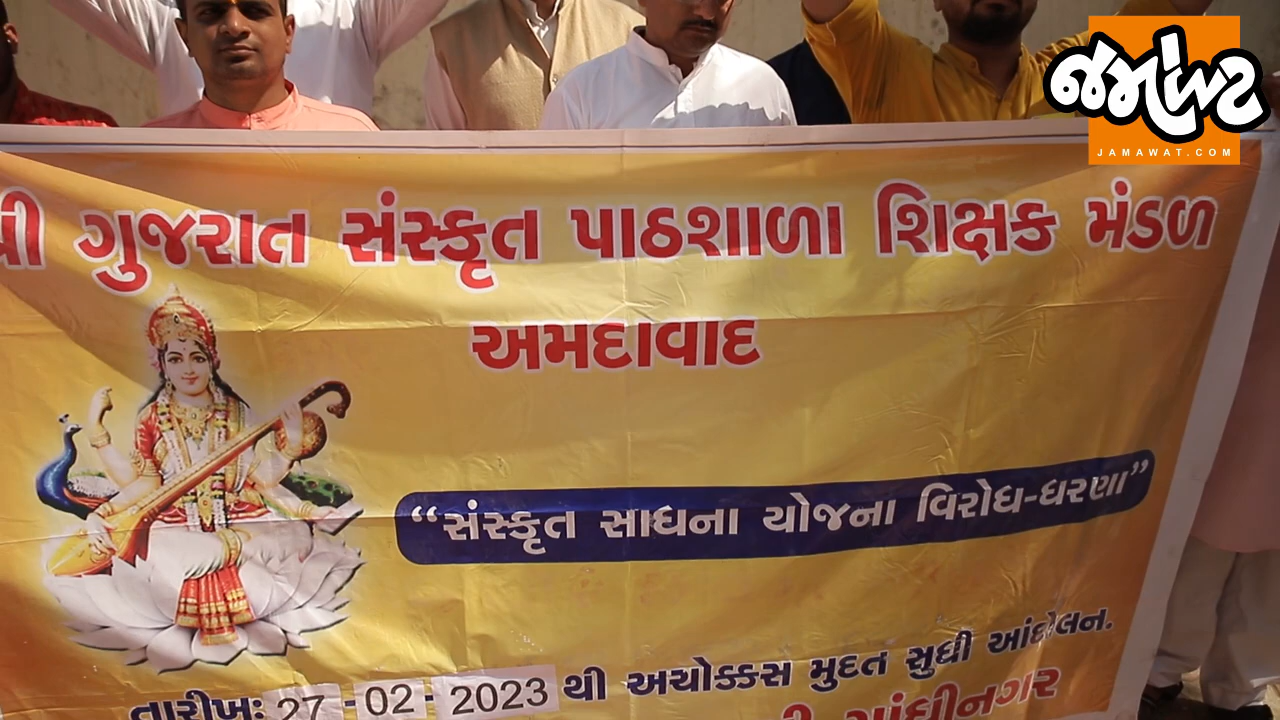 જમાવટ
JAMAWAT.COM
શ્રી ગુજરાત સંસ્કૃત પાઠશાળા શિક્ષક મંડળ
અમદાવાદ
“સંસ્કૃત સાધના યોજના વિરોધ-ધરણા”
તારીખઃ 27-02-2023 થી અચોક્કસ મુદત સુધી આંદોલન.
ગાંધીનગર